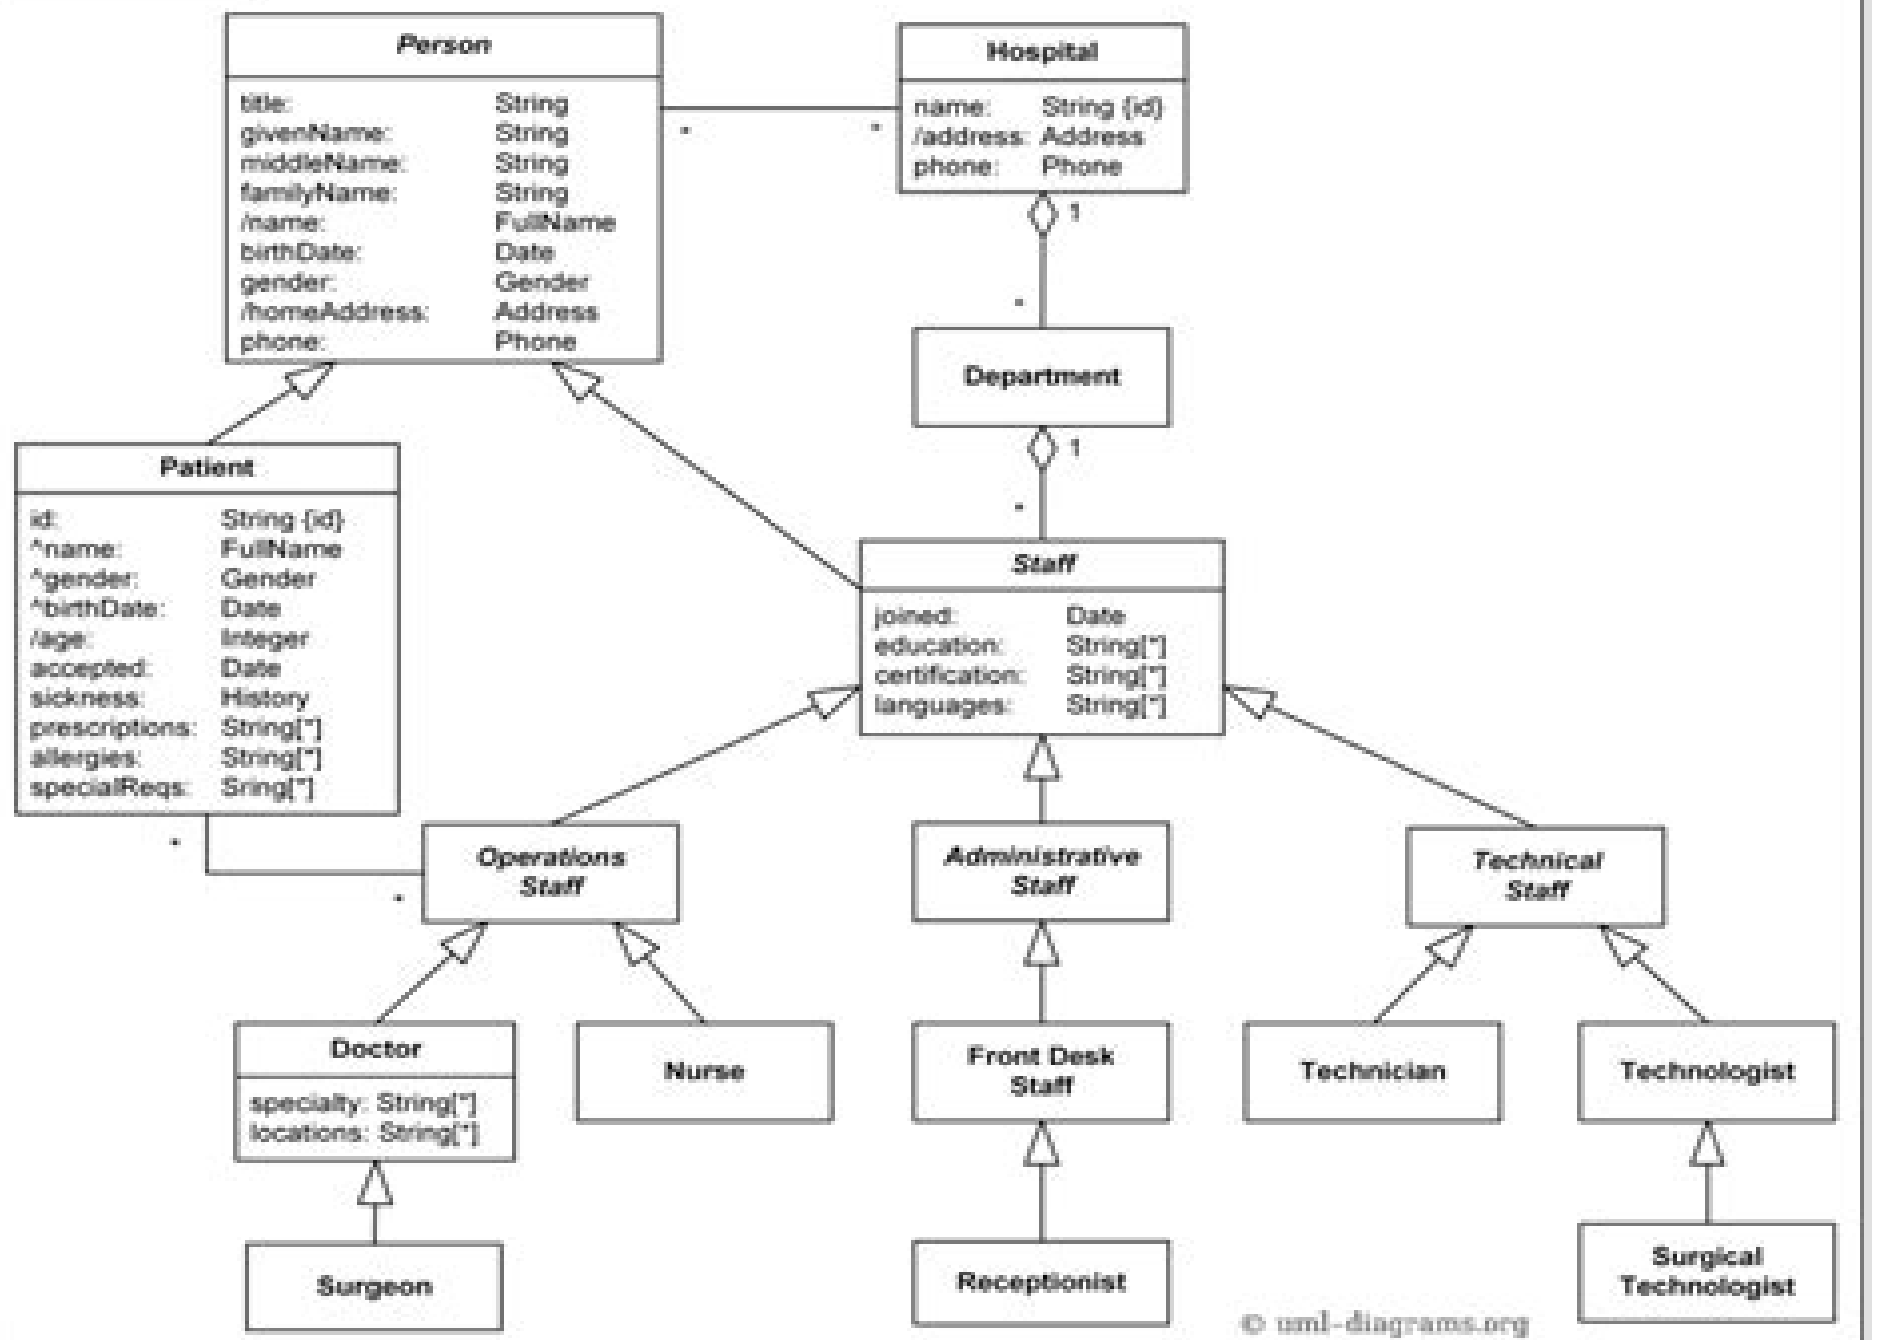 Person
title: String
givenName: String
middleName: String
familyName: String
/name: FullName
birthDate: Date
gender: Gender
/homeAddress: Address
phone: Phone
Hospital
name: String {id}
/address: Address
phone: Phone
* *
1
*
Department
1
*
Patient
id: String {id}
^name: FullName
^gender: Gender
^birthDate: Date
/age: Integer
accepted: Date
sickness: History
prescriptions: String[*]
allergies: String[*]
specialReqs: Sring[*]
Staff
joined: Date
education: String[*]
certification: String[*]
languages: String[*]
*
*
Operations
Staff
Administrative
Staff
Technical
Staff
Doctor
specialty: String[*]
locations: String[*]
Nurse
Front Desk
Staff
Technician
Technologist
Surgeon
Receptionist
Surgical
Technologist
© uml-diagrams.org